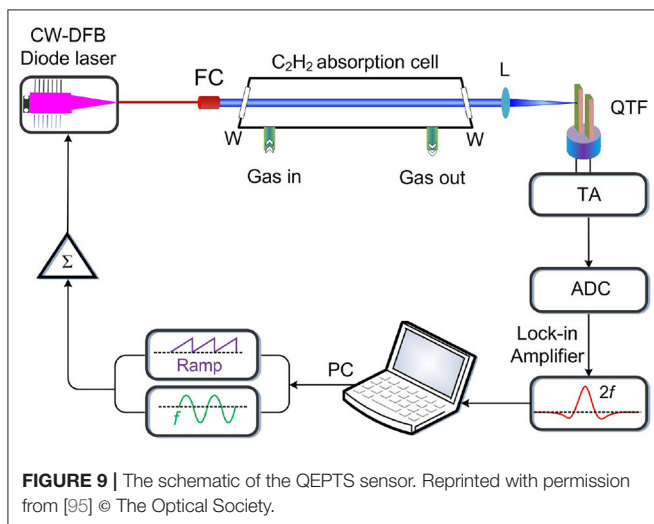 CW-DFB
Diode laser
FC
C₂H₂ absorption cell
L
QTF
W
W
Gas in
Gas out
TA
Σ
ADC
Lock-in
Amplifier
Ramp
PC
f
2f
FIGURE 9 | The schematic of the QEPTS sensor. Reprinted with permission
from [95] © The Optical Society.